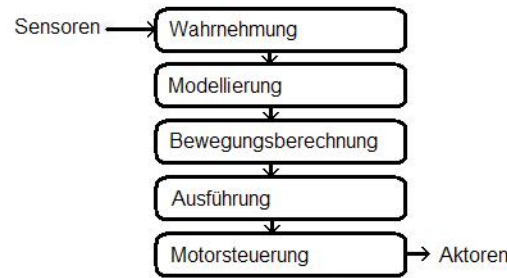 Sensoren
Wahrnehmung
Modellierung
Bewegungsberechnung
Ausführung
Motorsteuerung
Aktoren